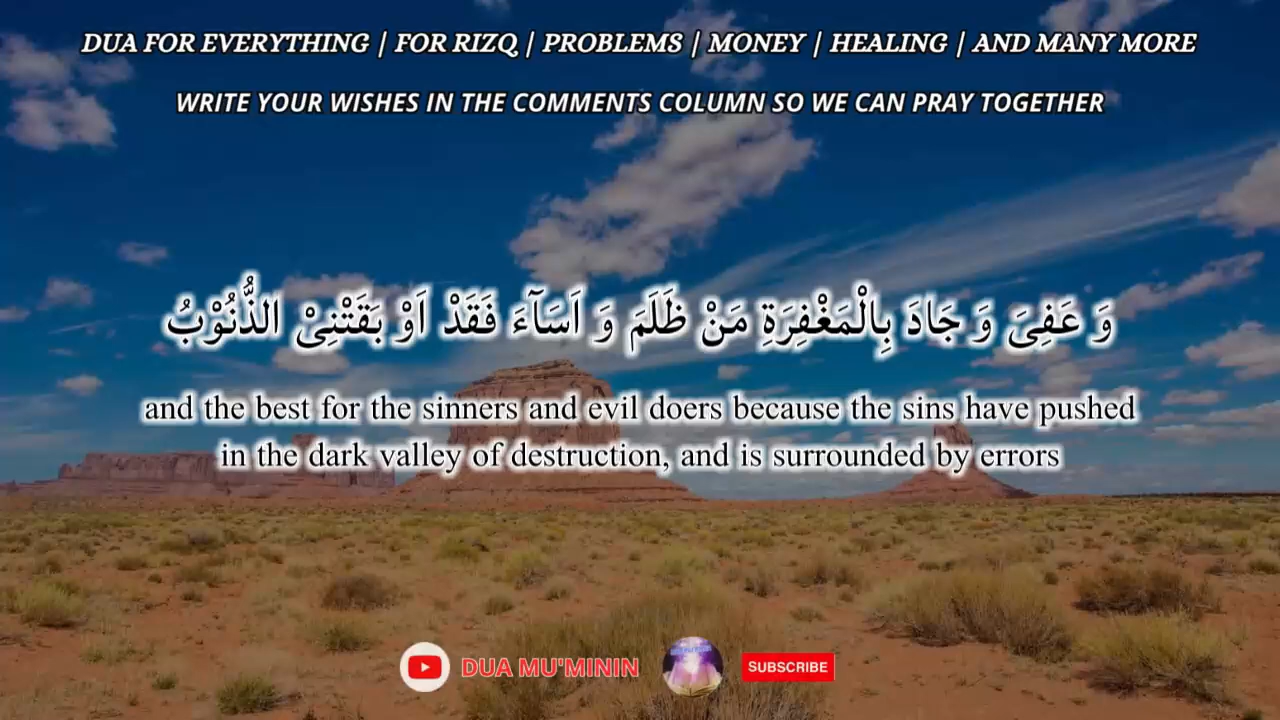 DUA FOR EVERYTHING | FOR RIZQ | PROBLEMS | MONEY | HEALING | AND MANY MORE
WRITE YOUR WISHES IN THE COMMENTS COLUMN SO WE CAN PRAY TOGETHER
وَ عَفِىَ وَ جَادَ بِالْمَغْفِرَةِ مَنْ ظَلَمَ وَ اَسَآءَ فَقَدْ اَوْ بَقَتْنِىْ الذُّنُوْبُ
and the best for the sinners and evil doers because the sins have pushed
in the dark valley of destruction, and is surrounded by errors
DUA MU'MININ
SUBSCRIBE